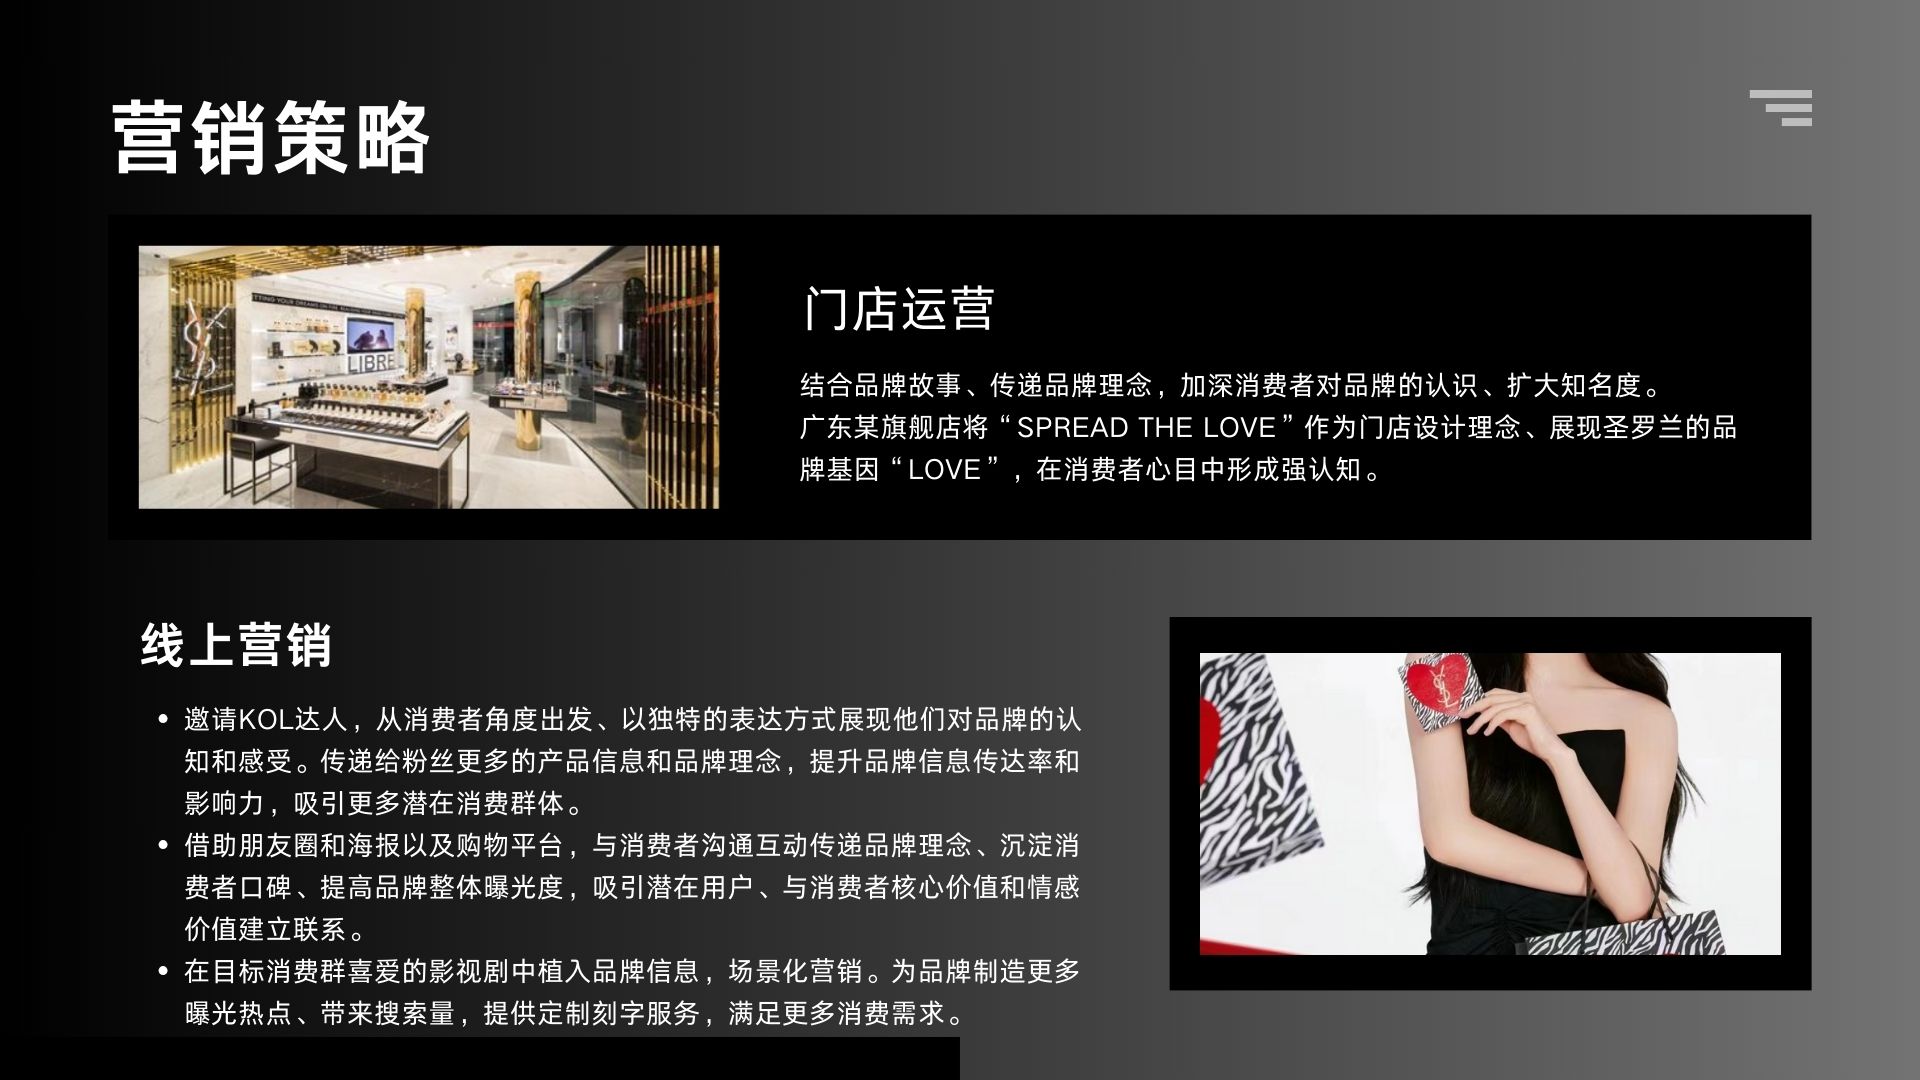 营销策略
TTING YOUR DREAMS ON FIRE
LIBRE
门店运营
结合品牌故事、传递品牌理念，加深消费者对品牌的认识、扩大知名度。
广东某旗舰店将“SPREAD THE LOVE”作为门店设计理念、展现圣罗兰的品
牌基因“LOVE”，在消费者心目中形成强认知。
线上营销
• 邀请KOL达人，从消费者角度出发、以独特的表达方式展现他们对品牌的认
知和感受。传递给粉丝更多的产品信息和品牌理念，提升品牌信息传达率和
影响力，吸引更多潜在消费群体。
• 借助朋友圈和海报以及购物平台，与消费者沟通互动传递品牌理念、沉淀消
费者口碑、提高品牌整体曝光度，吸引潜在用户、与消费者核心价值和情感
价值建立联系。
• 在目标消费群喜爱的影视剧中植入品牌信息，场景化营销。为品牌制造更多
曝光热点、带来搜索量，提供定制刻字服务，满足更多消费需求。
YSL
YSL